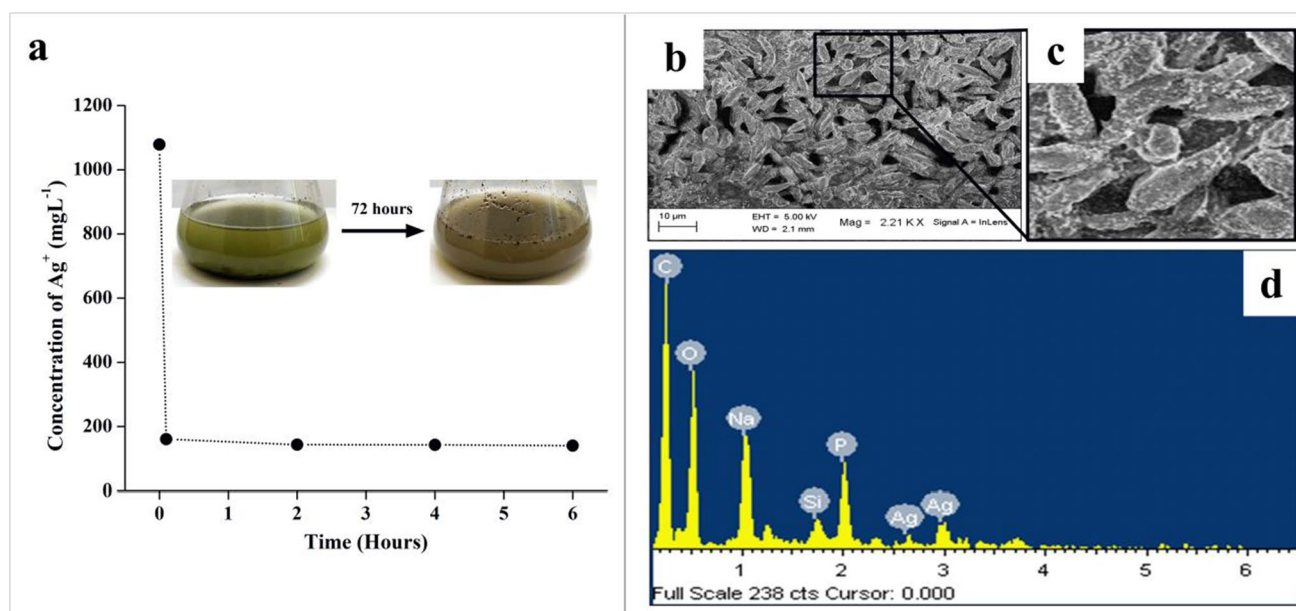 a
Concentration of Ag⁺ (mgL⁻¹)
1200
1000
800
600
400
200
0
72 hours
0 1 2 3 4 5 6
Time (Hours)
b
10 µm
EHT = 5.00 kV
WD = 2.1 mm
Mag = 2.21 K X
Signal A = InLens
c
d
C
O
Na
Si
P
Ag
Ag
1 2 3 4 5 6
Full Scale 238 cts Cursor: 0.000